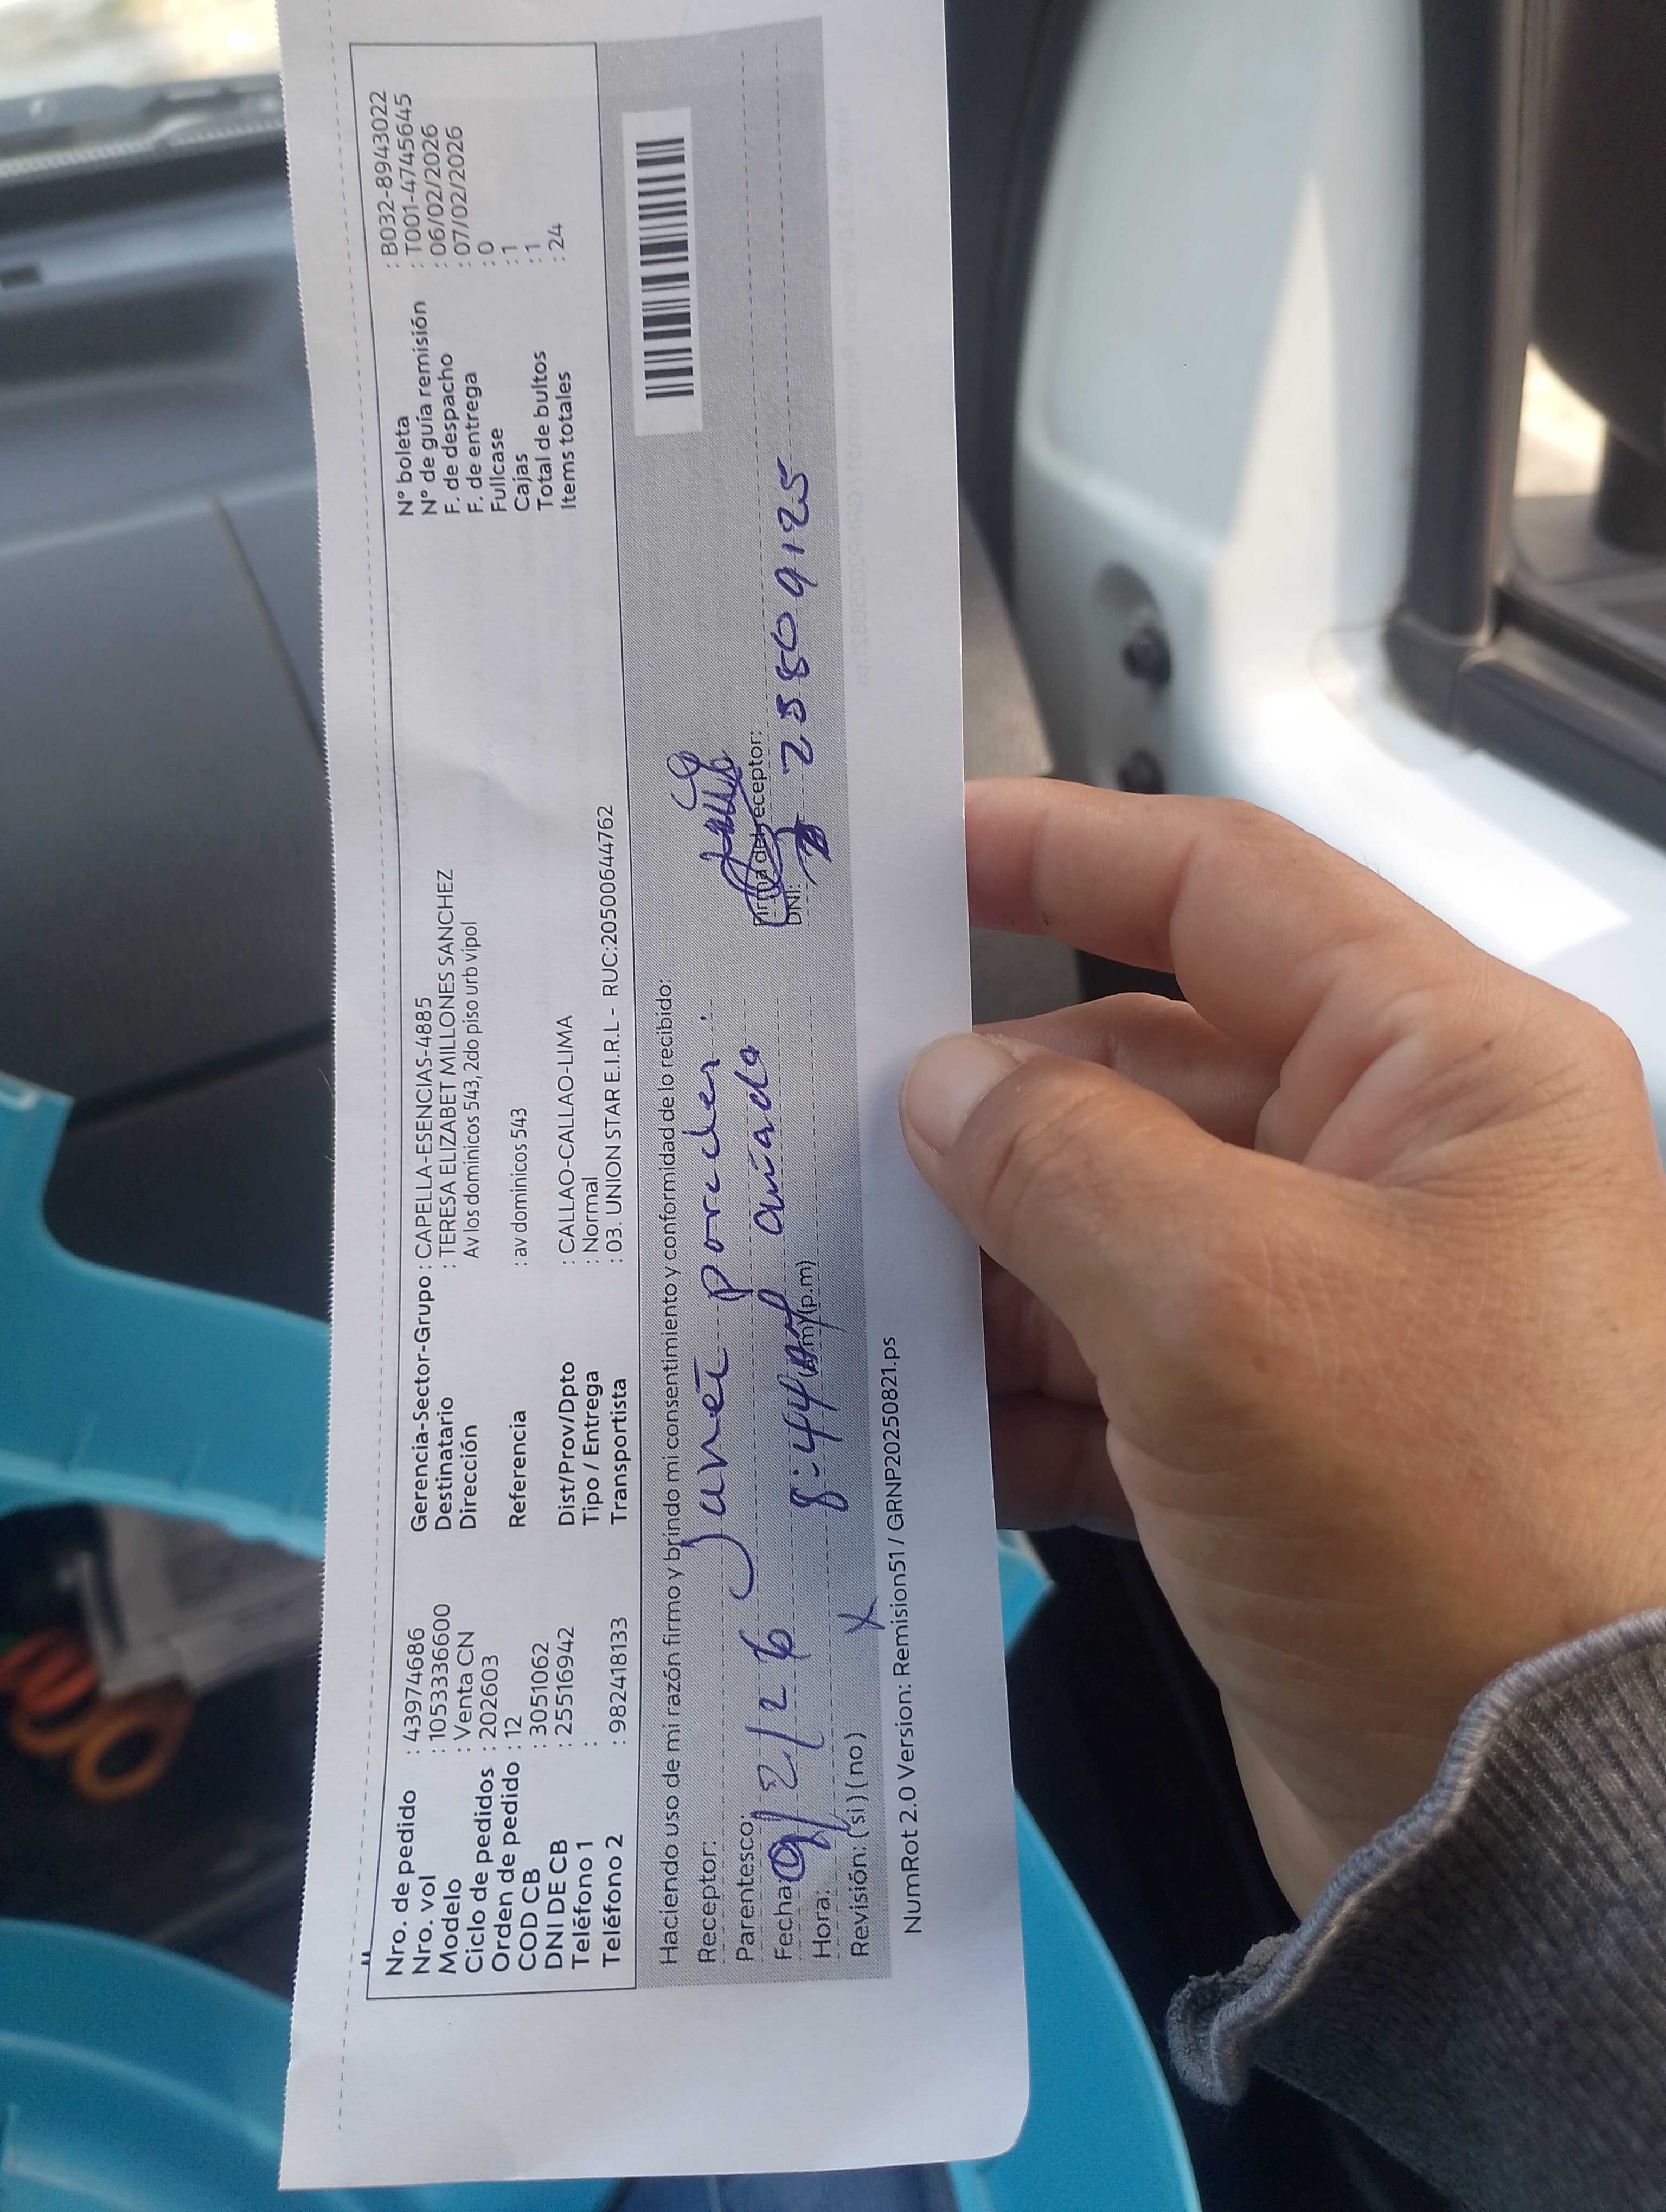 Nro. de pedido : 43974686
Nro. vol : 1053336600
Modelo : Venta CN
Ciclo de pedidos : 202603
Orden de pedido : 12
COD CB : 3051062
DNI DE CB : 25516942
Teléfono 1 :
Teléfono 2 : 982418133
Gerencia-Sector-Grupo : CAPELLA-ESENCIAS-4885
Destinatario : TERESA ELIZABET MILLONES SANCHEZ
Dirección Av los dominicos 543, 2do piso urb vipol
Referencia : av dominicos 543
Dist/Prov/Dpto : CALLAO-CALLAO-LIMA
Tipo / Entrega : Normal
Transportista : 03. UNION STAR E.I.R.L - RUC:20500644762
N° boleta : B032-8943022
N° de guía remisión : T001-4745645
F. de despacho : 06/02/2026
F. de entrega : 07/02/2026
Fullcase : 0
Cajas : 1
Total de bultos : 1
Items totales : 24
Haciendo uso de mi razón firmo y brindo mi consentimiento y conformidad de lo recibido:
Receptor: Janet
Parentesco:
Firma del receptor:
Fecha 9/2/26
DNI:
Hora: 8:44 (a.m) (p.m)
Revisión: (si) (no) X
NumRot 2.0 Version: Remision51 / GRNP20250821.ps